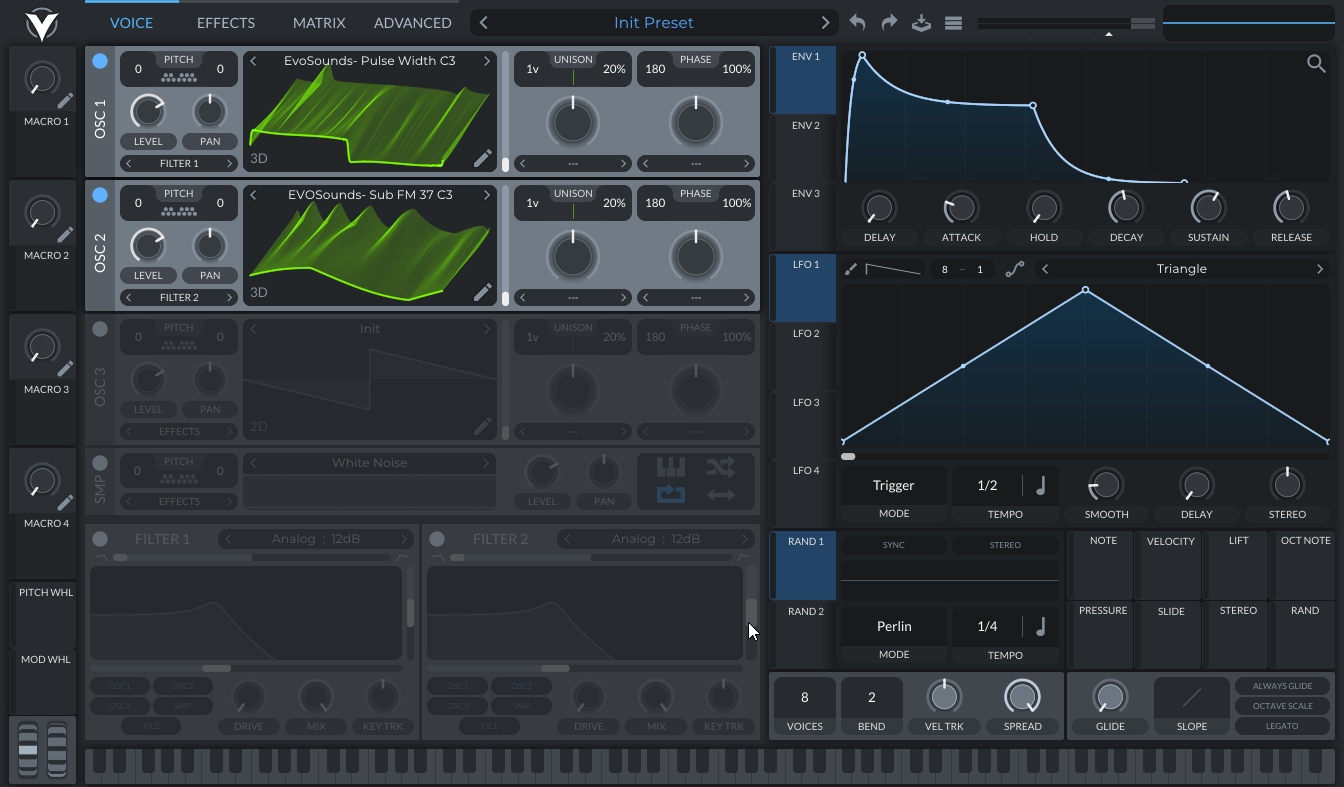 VOICE EFFECTS MATRIX ADVANCED Init Preset
MACRO 1
MACRO 2
MACRO 3
MACRO 4
PITCH WHL
MOD WHL
OSC 1
0 PITCH 0
LEVEL PAN
FILTER 1
EvoSounds- Pulse Width C3
3D
1v UNISON 20%
---
180 PHASE 100%
---
OSC 2
0 PITCH 0
LEVEL PAN
FILTER 2
EVOSounds- Sub FM 37 C3
3D
1v UNISON 20%
---
180 PHASE 100%
---
OSC 3
0 PITCH 0
LEVEL PAN
EFFECTS
Init
2D
1v UNISON 20%
---
180 PHASE 100%
---
SMP
0 PITCH 0
EFFECTS
White Noise
LEVEL PAN
FILTER 1 Analog : 12dB
OSC1 OSC2
OSC3 SMP
FIL2
DRIVE MIX KEY TRK
FILTER 2 Analog : 12dB
OSC1 OSC2
OSC3 SMP
FIL1
DRIVE MIX KEY TRK
ENV 1
ENV 2
ENV 3
DELAY ATTACK HOLD DECAY SUSTAIN RELEASE
LFO 1
LFO 2
LFO 3
LFO 4
8 - 1 Triangle
Trigger
MODE
1/2
TEMPO
SMOOTH DELAY STEREO
RAND 1
RAND 2
SYNC STEREO
Perlin
MODE
1/4
TEMPO
NOTE VELOCITY LIFT OCT NOTE
PRESSURE SLIDE STEREO RAND
8
VOICES
2
BEND
VEL TRK SPREAD
GLIDE SLOPE
ALWAYS GLIDE
OCTAVE SCALE
LEGATO